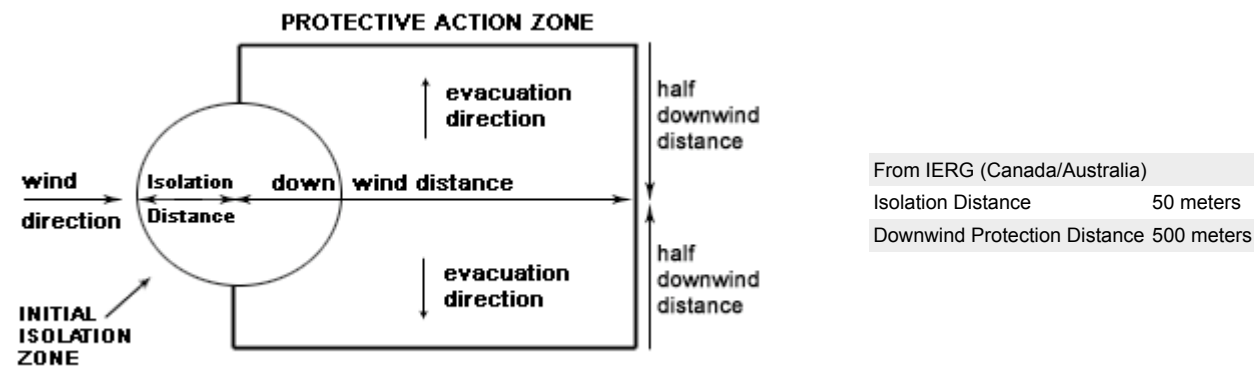 PROTECTIVE ACTION ZONE
evacuation
direction
half
downwind
distance
wind
direction
Isolation
Distance
down wind distance
evacuation
direction
half
downwind
distance
INITIAL
ISOLATION
ZONE
From IERG (Canada/Australia)
Isolation Distance 50 meters
Downwind Protection Distance 500 meters